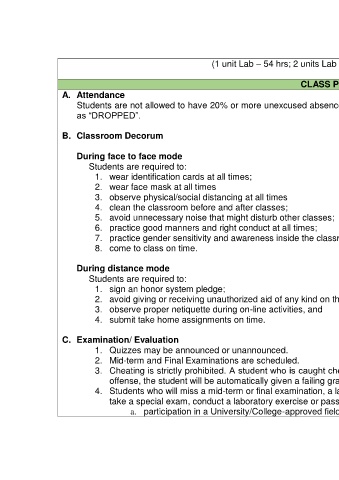 (1 unit Lab – 54 hrs; 2 units Lab
CLASS P
A. Attendance
Students are not allowed to have 20% or more unexcused absenc
as “DROPPED”.
B. Classroom Decorum
During face to face mode
Students are required to:
1. wear identification cards at all times;
2. wear face mask at all times
3. observe physical/social distancing at all times
4. clean the classroom before and after classes;
5. avoid unnecessary noise that might disturb other classes;
6. practice good manners and right conduct at all times;
7. practice gender sensitivity and awareness inside the classr
8. come to class on time.
During distance mode
Students are required to:
1. sign an honor system pledge;
2. avoid giving or receiving unauthorized aid of any kind on th
3. observe proper netiquette during on-line activities, and
4. submit take home assignments on time.
C. Examination/ Evaluation
1. Quizzes may be announced or unannounced.
2. Mid-term and Final Examinations are scheduled.
3. Cheating is strictly prohibited. A student who is caught che
offense, the student will be automatically given a failing gra
4. Students who will miss a mid-term or final examination, a la
take a special exam, conduct a laboratory exercise or pass
a. participation in a University/College-approved field